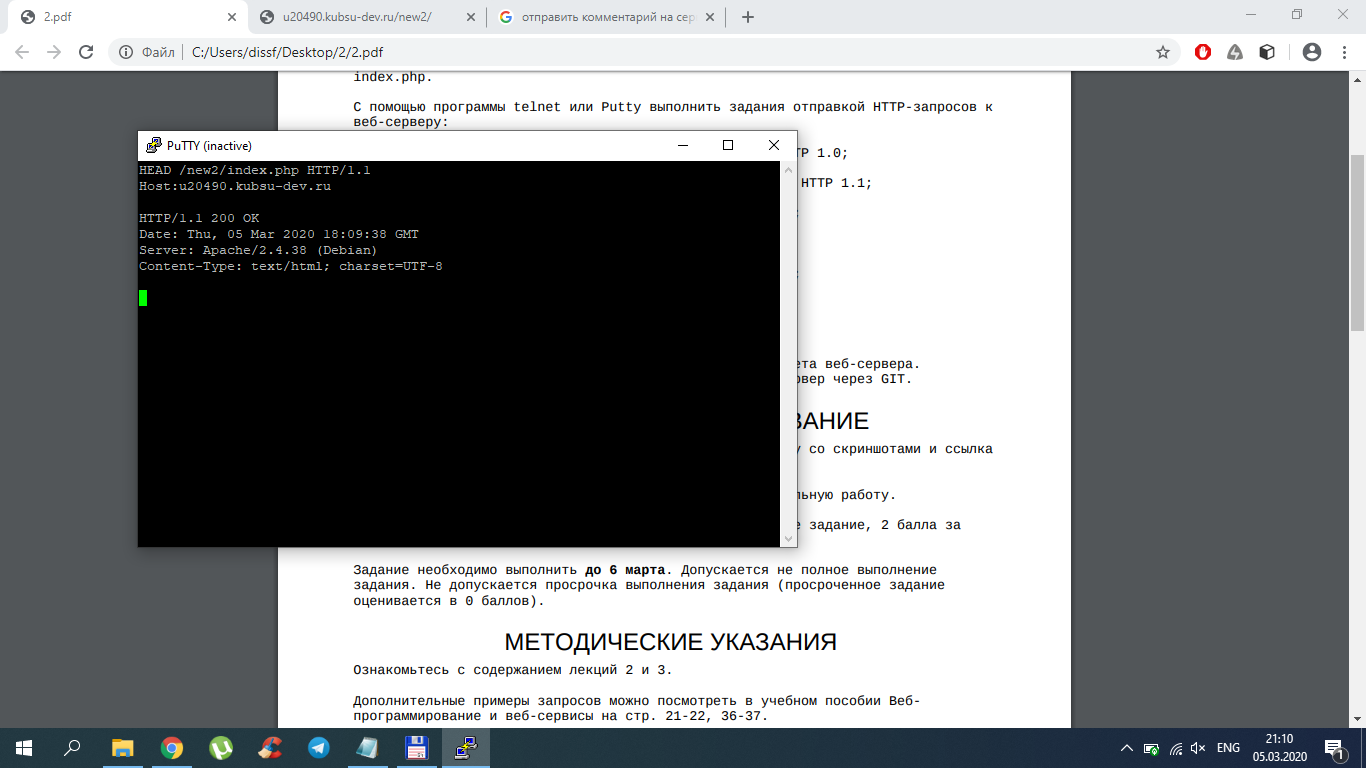 2.pdf
u20490.kubsu-dev.ru/new2/
отправить комментарий на сер
Файл
C:/Users/dissf/Desktop/2/2.pdf
index.php.
С помощью программы telnet или Putty выполнить задания отправкой HTTP-запросов к
веб-серверу:
PuTTY (inactive)
HEAD /new2/index.php HTTP/1.1
Host:u20490.kubsu-dev.ru
HTTP/1.1 200 OK
Date: Thu, 05 Mar 2020 18:09:38 GMT
Server: Apache/2.4.38 (Debian)
Content-Type: text/html; charset=UTF-8
TP 1.0;
HTTP 1.1;
;
;
ета веб-сервера.
рвер через GIT.
ЗАНИЕ
у со скриншотами и ссылка
льную работу.
е задание, 2 балла за
Задание необходимо выполнить до 6 марта. Допускается не полное выполнение
задания. Не допускается просрочка выполнения задания (просроченное задание
оценивается в 0 баллов).
МЕТОДИЧЕСКИЕ УКАЗАНИЯ
Ознакомьтесь с содержанием лекций 2 и 3.
Дополнительные примеры запросов можно посмотреть в учебном пособии Веб-
программирование и веб-сервисы на стр. 21-22, 36-37.
ENG
21:10
05.03.2020
1